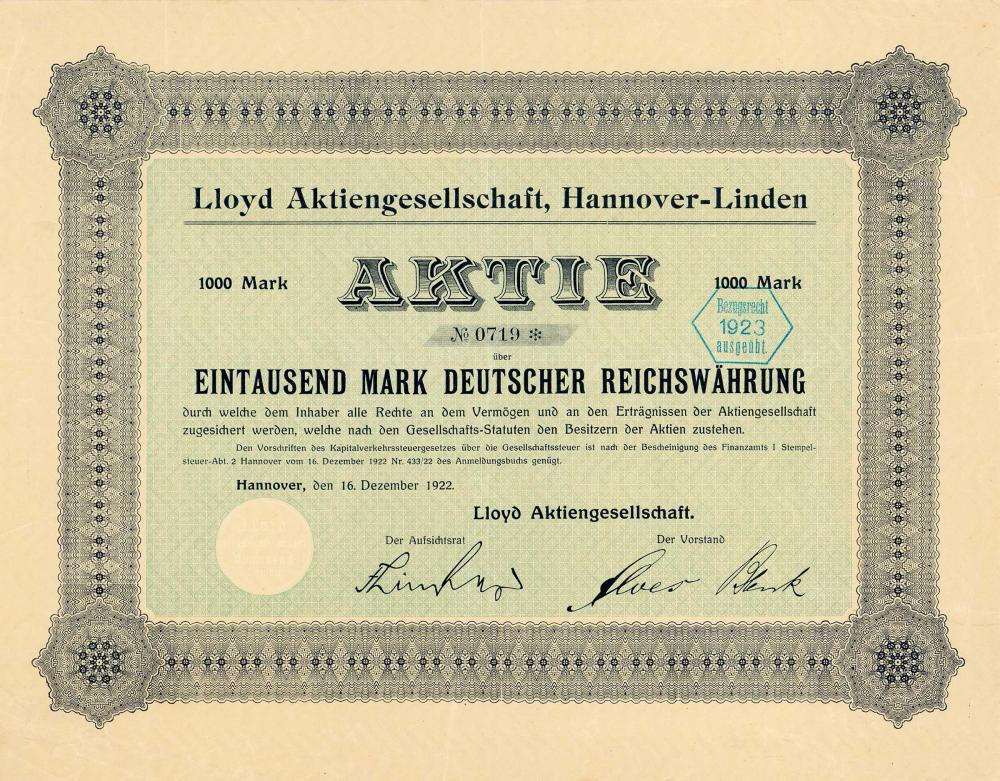 Lloyd Aktiengesellschaft, Hannover-Linden
1000 Mark AKTIE 1000 Mark
Bezugsrecht
1923
ausgeübt.
№ 0719 ✻
über
EINTAUSEND MARK DEUTSCHER REICHSWÄHRUNG
durch welche dem Inhaber alle Rechte an dem Vermögen und an den Erträgnissen der Aktiengesellschaft
zugesichert werden, welche nach den Gesellschafts-Statuten den Besitzern der Aktien zustehen.
Den Vorschriften des Kapitalverkehrssteuergesetzes über die Gesellschaftssteuer ist nach der Bescheinigung des Finanzamts I Stempel-
steuer-Abt. 2 Hannover vom 16. Dezember 1922 Nr. 433/22 des Anmeldungsbuchs genügt.
Hannover, den 16. Dezember 1922.
Lloyd Aktiengesellschaft.
Der Aufsichtsrat Der Vorstand